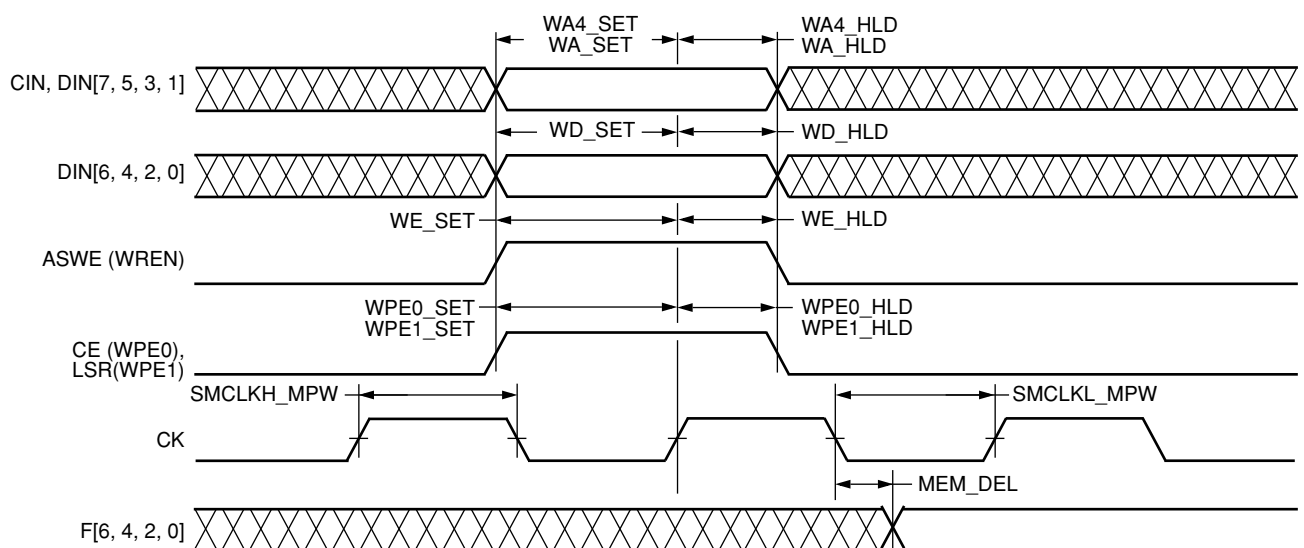 WA4_SET
WA_SET
WA4_HLD
WA_HLD
CIN, DIN[7, 5, 3, 1]
WD_SET
WD_HLD
DIN[6, 4, 2, 0]
WE_SET
WE_HLD
ASWE (WREN)
WPE0_SET
WPE1_SET
WPE0_HLD
WPE1_HLD
CE (WPE0),
LSR(WPE1)
SMCLKH_MPW
SMCLKL_MPW
CK
MEM_DEL
F[6, 4, 2, 0]